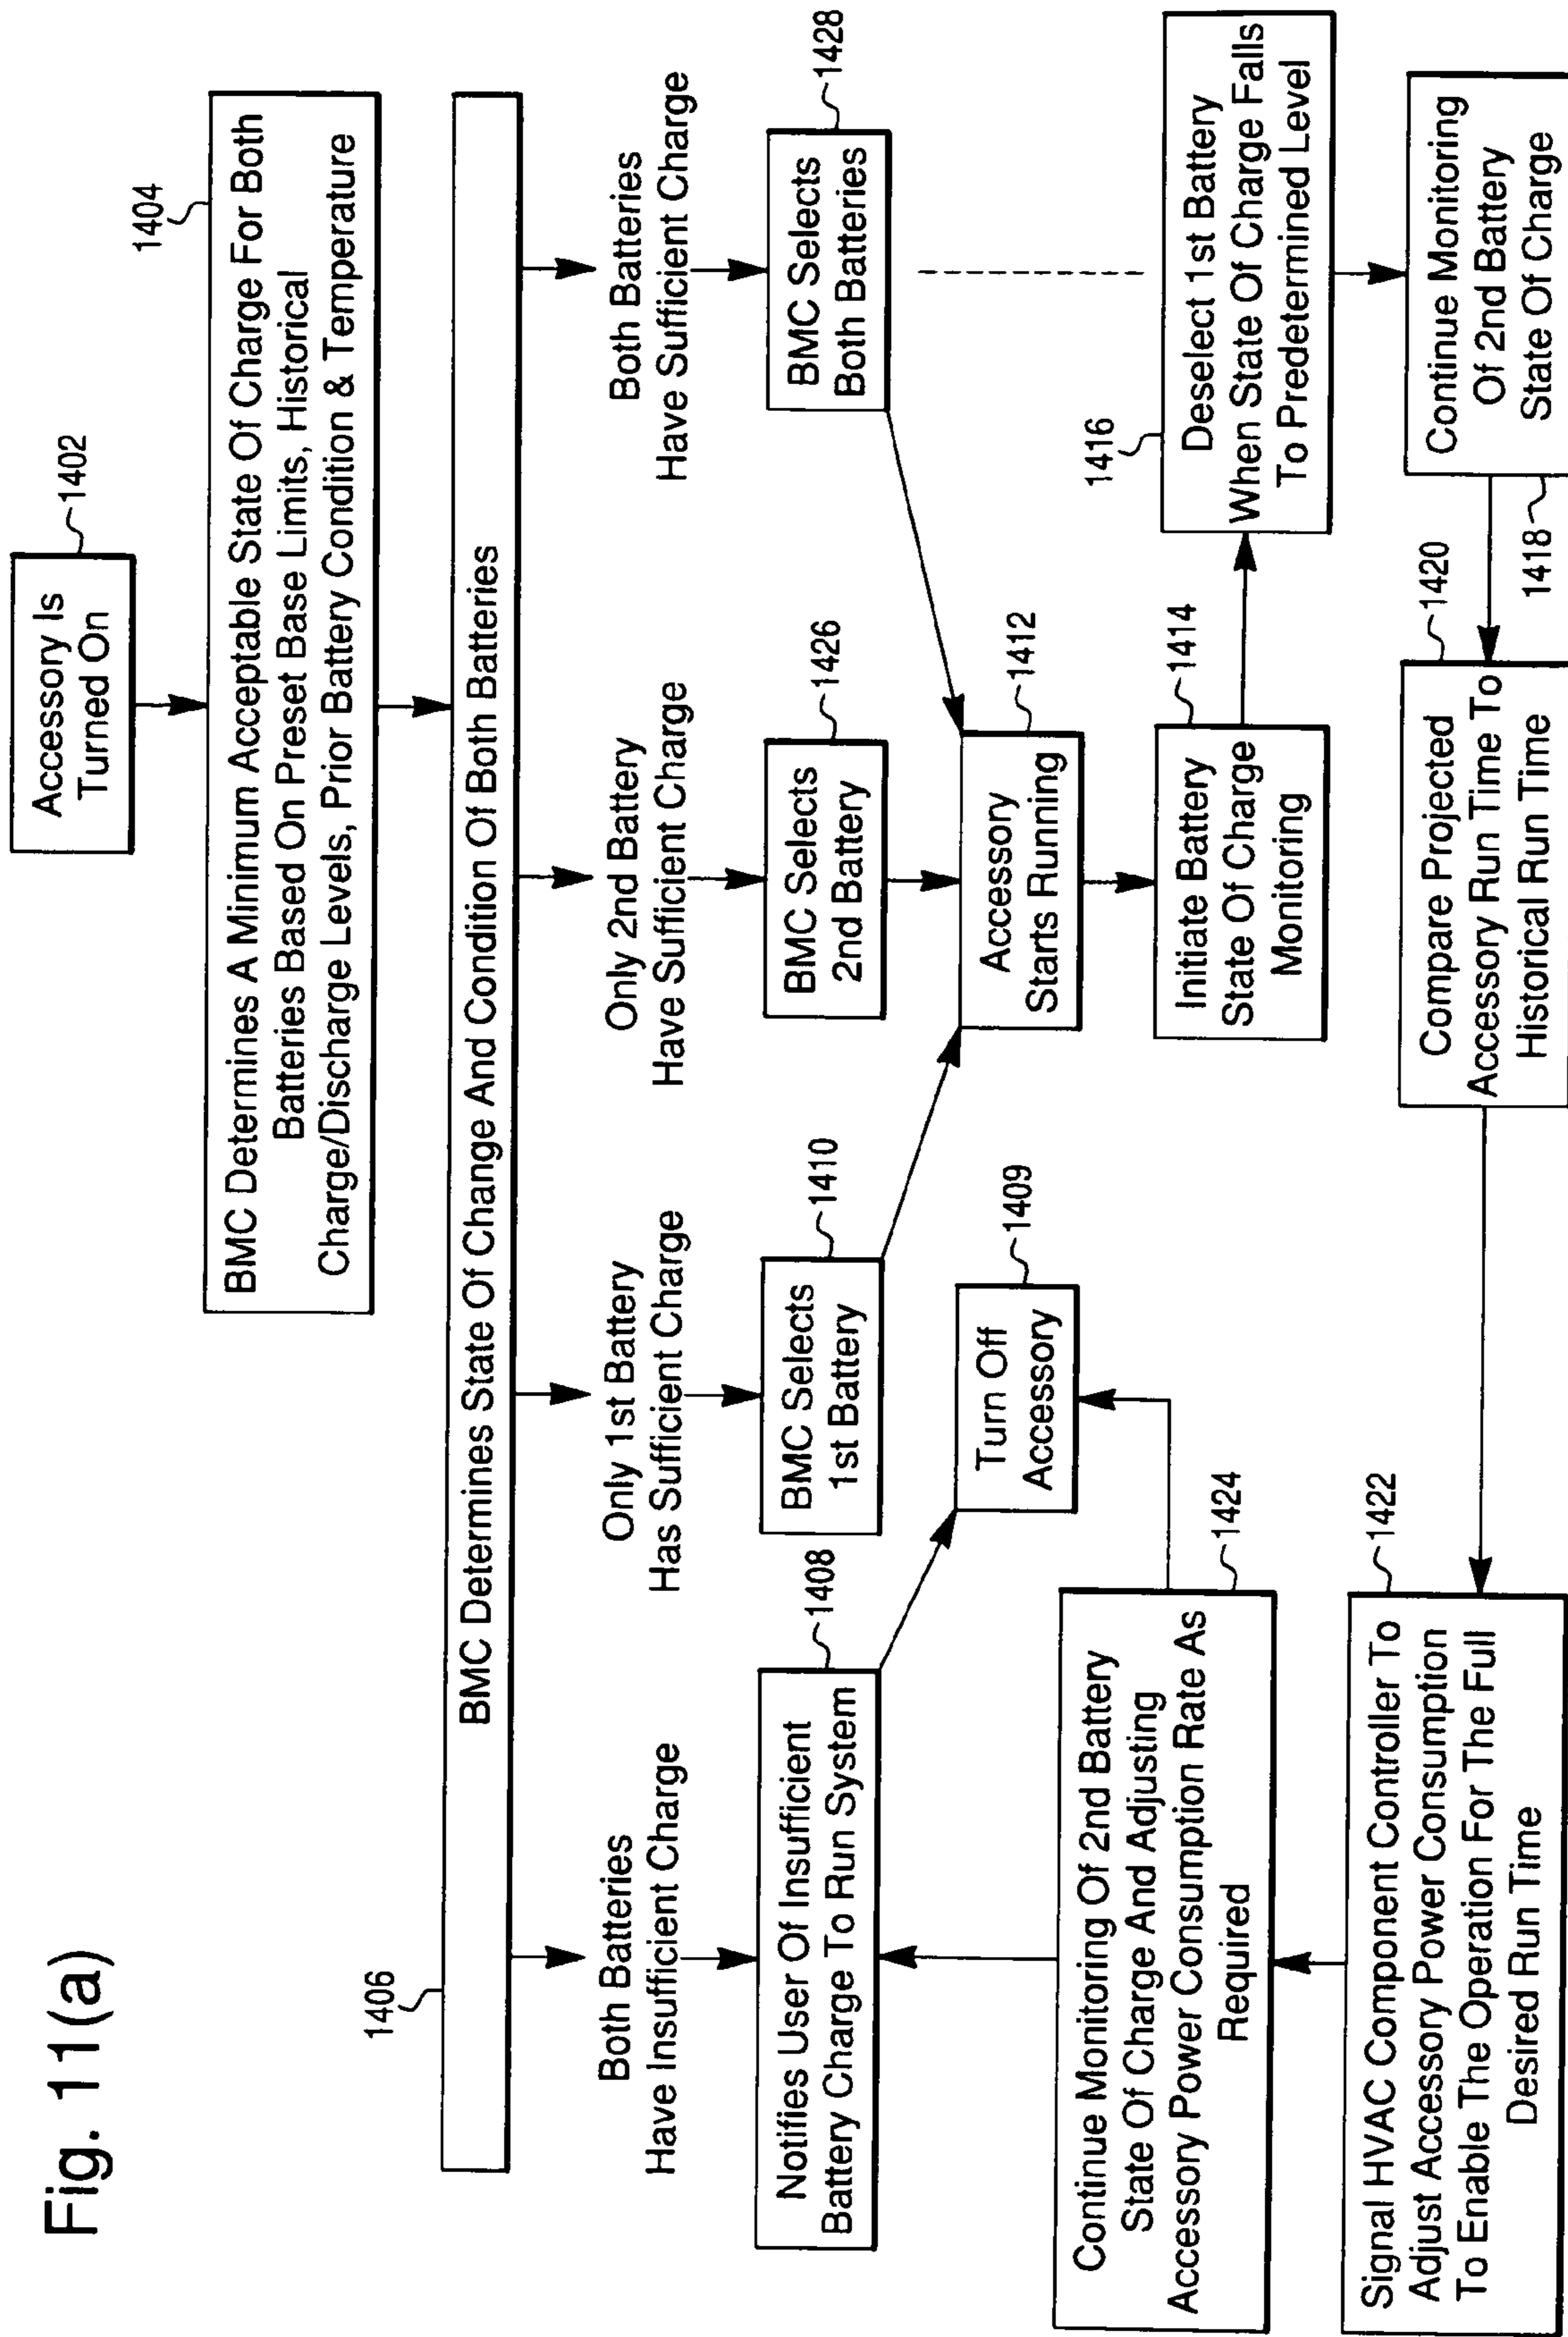 Fig. 11(a)
Accessory Is
Turned On
1402
BMC Determines A Minimum Acceptable State Of Charge For Both
Batteries Based On Preset Base Limits, Historical
Charge/Discharge Levels, Prior Battery Condition & Temperature
1404
1406
BMC Determines State Of Change And Condition Of Both Batteries
Both Batteries
Have Insufficient Charge
Only 1st Battery
Has Sufficient Charge
Only 2nd Battery
Have Sufficient Charge
Both Batteries
Have Sufficient Charge
Notifies User Of Insufficient
Battery Charge To Run System
1408
BMC Selects
1st Battery
1410
BMC Selects
2nd Battery
1426
BMC Selects
Both Batteries
1428
Turn Off
Accessory
1409
Accessory
Starts Running
1412
Continue Monitoring Of 2nd Battery
State Of Charge And Adjusting
Accessory Power Consumption Rate As
Required
1424
Initiate Battery
State Of Charge
Monitoring
1414
1416
Deselect 1st Battery
When State Of Charge Falls
To Predetermined Level
Signal HVAC Component Controller To
Adjust Accessory Power Consumption
To Enable The Operation For The Full
Desired Run Time
1422
Compare Projected
Accessory Run Time To
Historical Run Time
1420
Continue Monitoring
Of 2nd Battery
State Of Charge
1418